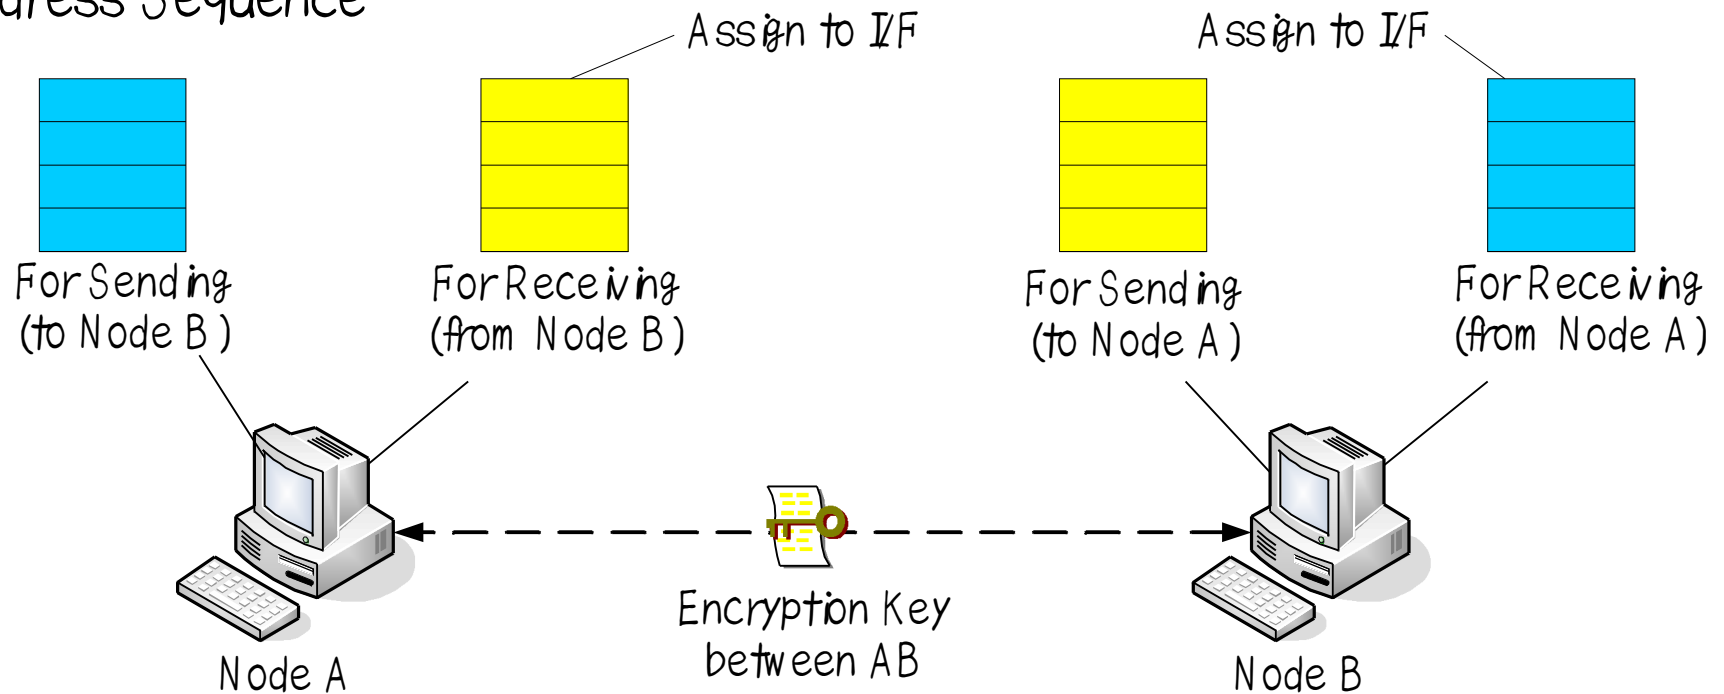 Sequence
Assign to I/F
Assign to I/F
For Sending
(to Node B)
For Receiving
(from Node B)
For Sending
(to Node A)
For Receiving
(from Node A)
Encryption Key
between AB
Node A
Node B